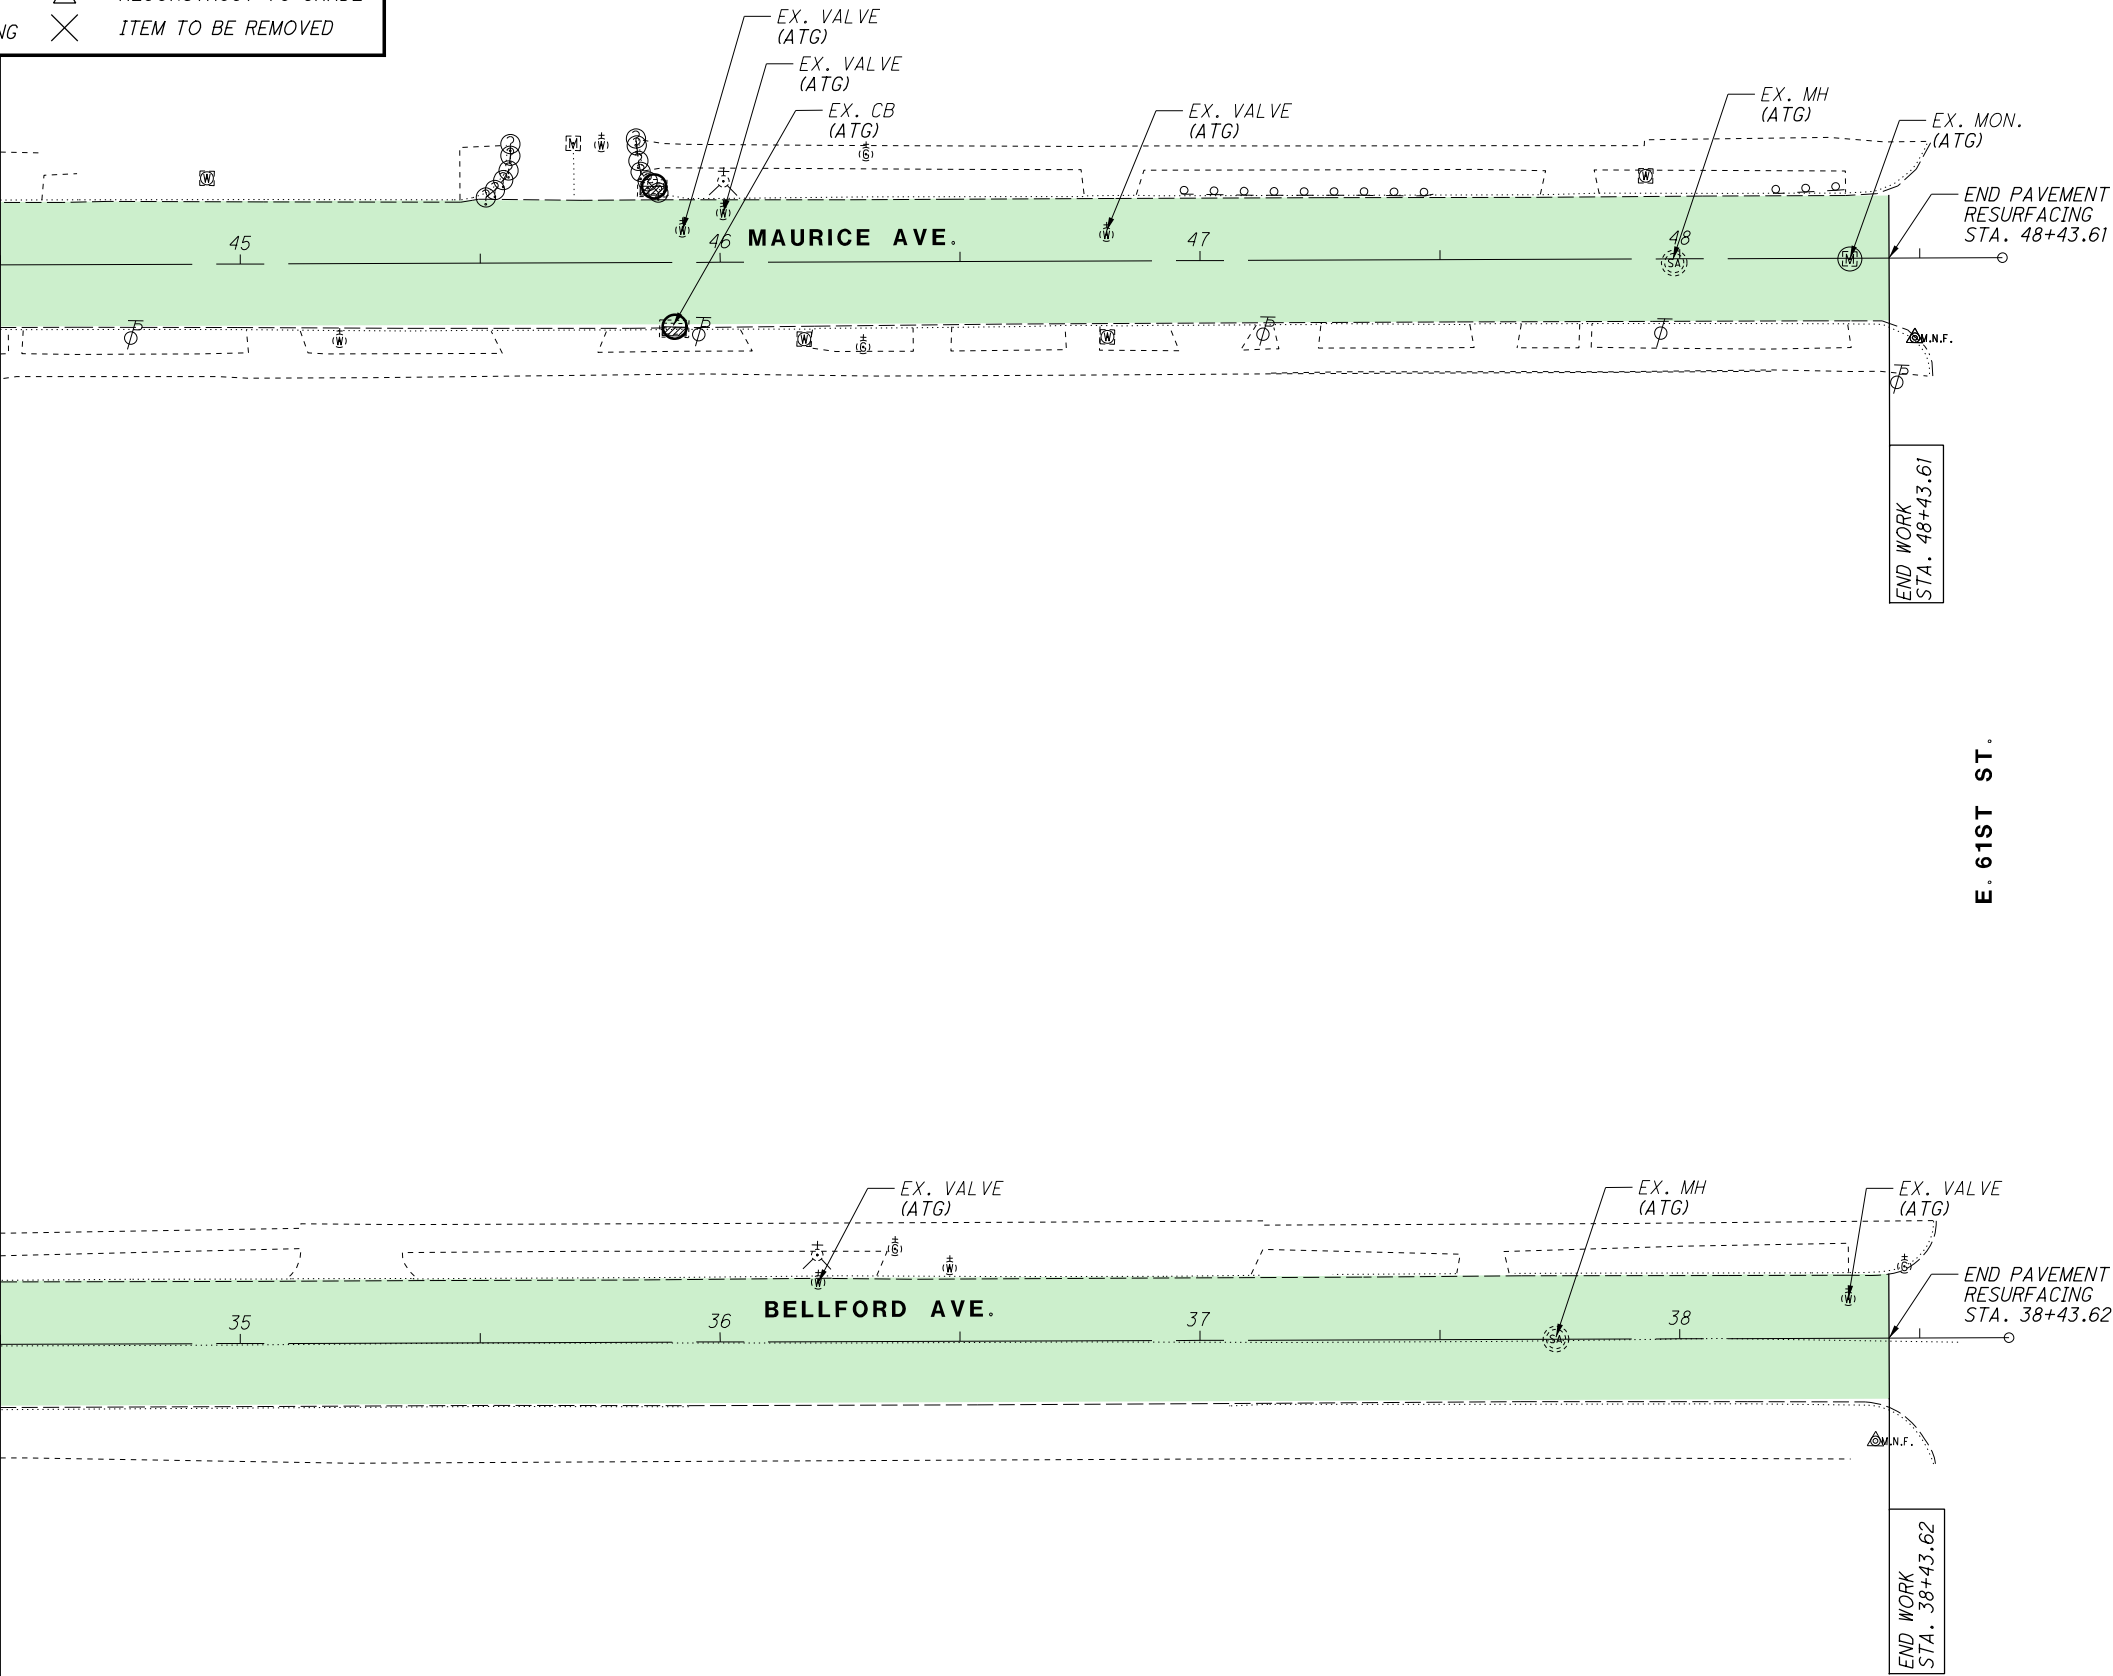 ITEM TO BE REMOVED
EX. VALVE
(ATG)
EX. VALVE
(ATG)
EX. CB
(ATG)
EX. VALVE
(ATG)
EX. MH
(ATG)
EX. MON.
(ATG)
END PAVEMENT
RESURFACING
STA. 48+43.61
45
46
MAURICE AVE.
47
48
M.N.F.
END WORK
STA. 48+43.61
E. 61ST ST.
EX. VALVE
(ATG)
EX. MH
(ATG)
EX. VALVE
(ATG)
END PAVEMENT
RESURFACING
STA. 38+43.62
35
36
BELLFORD AVE.
37
38
M.N.F.
END WORK
STA. 38+43.62